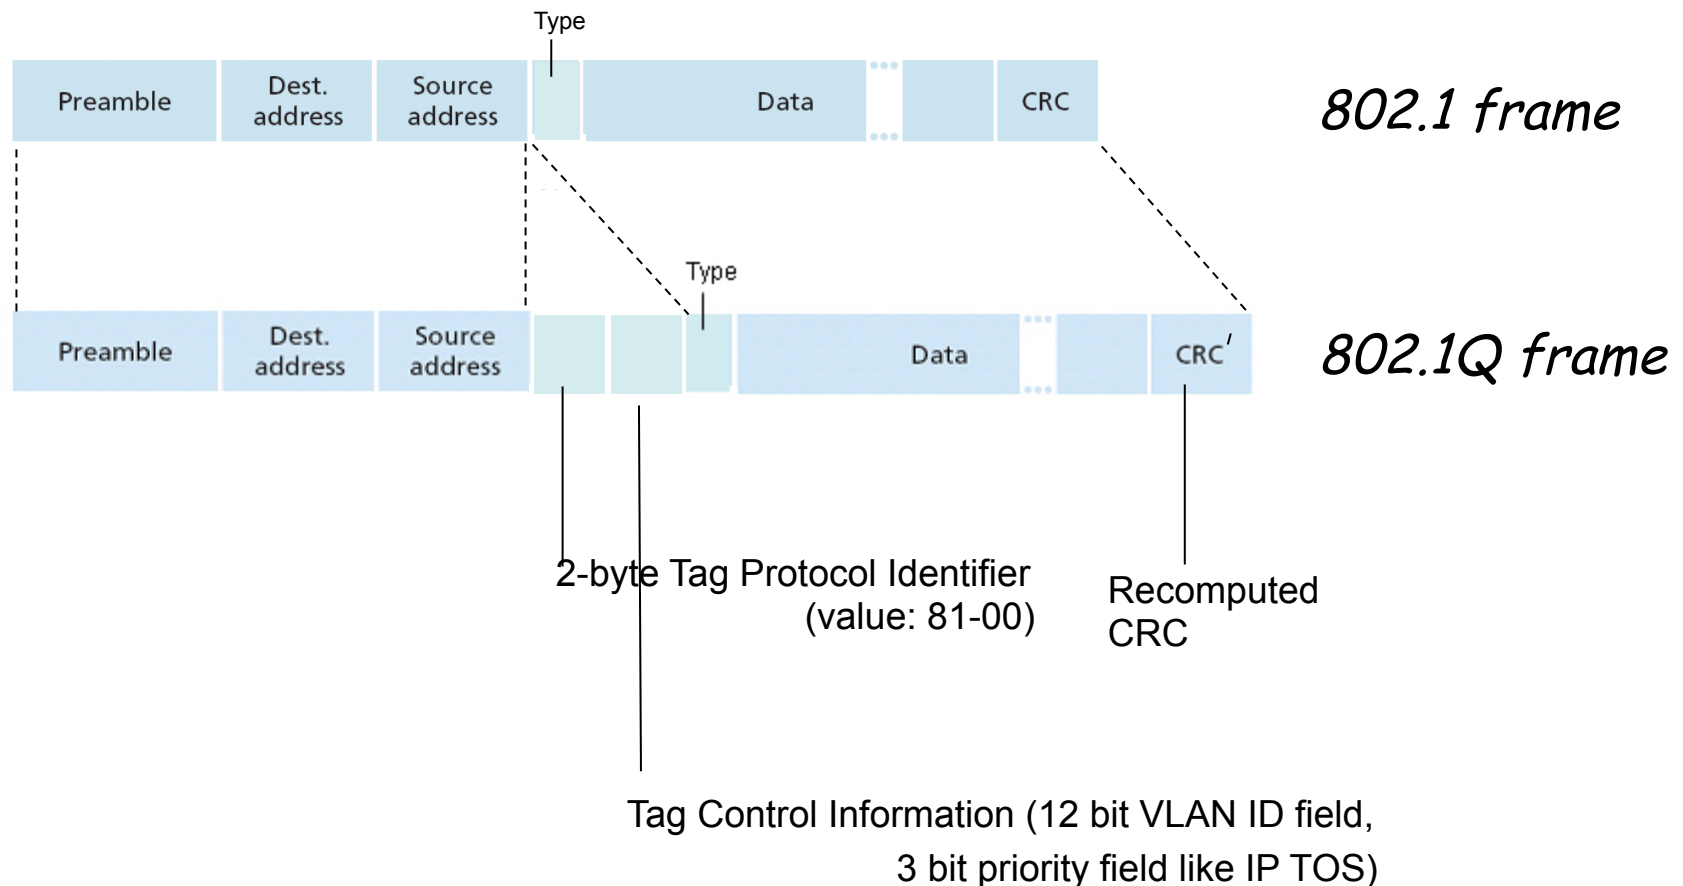 Type
Preamble
Dest.
address
Source
address
Data
CRC
802.1 frame
Type
Preamble
Dest.
address
Source
address
Data
CRC'
802.1Q frame
2-byte Tag Protocol Identifier
(value: 81-00)
Recomputed
CRC
Tag Control Information (12 bit VLAN ID field,
3 bit priority field like IP TOS)